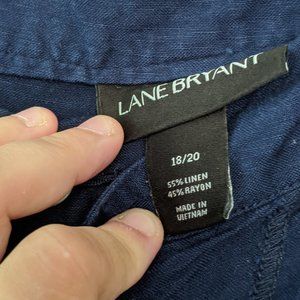 LANE BRYANT
18/20
55% LINEN
45% RAYON
MADE IN
VIETNAM